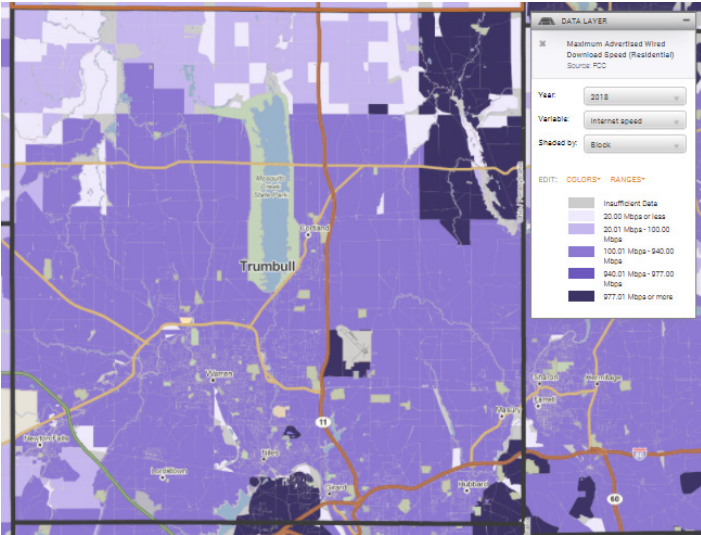 DATA LAYER
Maximum Advertised Wired
Download Speed (Residential)
Source: FCC
Year:
2018
Variable:
Internet speed
Shaded by:
Block
EDIT: COLORS RANGES
Insufficient Data
20.00 Mbps or less
20.01 Mbps - 100.00
Mbps
100.01 Mbps - 940.00
Mbps
940.01 Mbps - 977.00
Mbps
977.01 Mbps or more
Mosquito
Creek
State Park
Cortland
Trumbull
Warren
Sharon
Hermitage
Farrell
Masury
11
Newton Falls
Niles
Lordstown
Girard
Hubbard
60